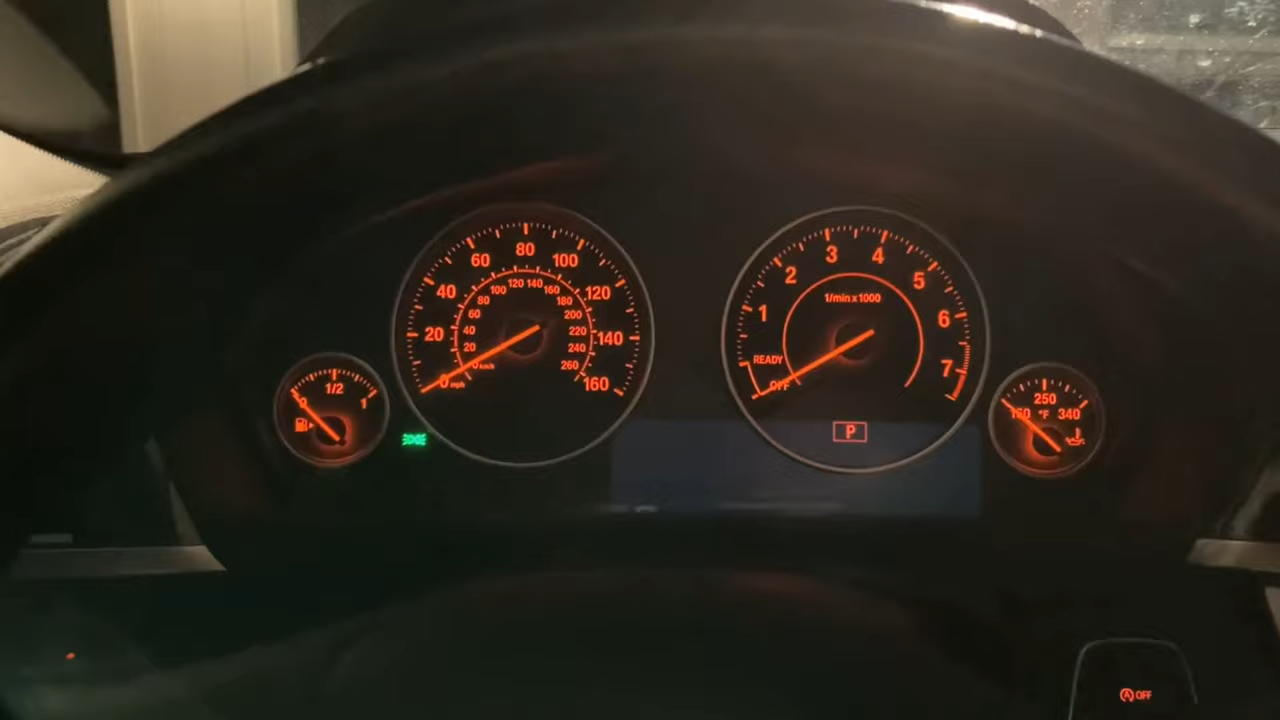 0 20 40 60 80 100 120 140 160
mph
0 20 40 60 80 100 120 140 160 180 200 220 240 260
km/h
READY
OFF
1 2 3 4 5 6 7
1/min x 1000
P
0 1/2 1
160 250 340
°F
A OFF